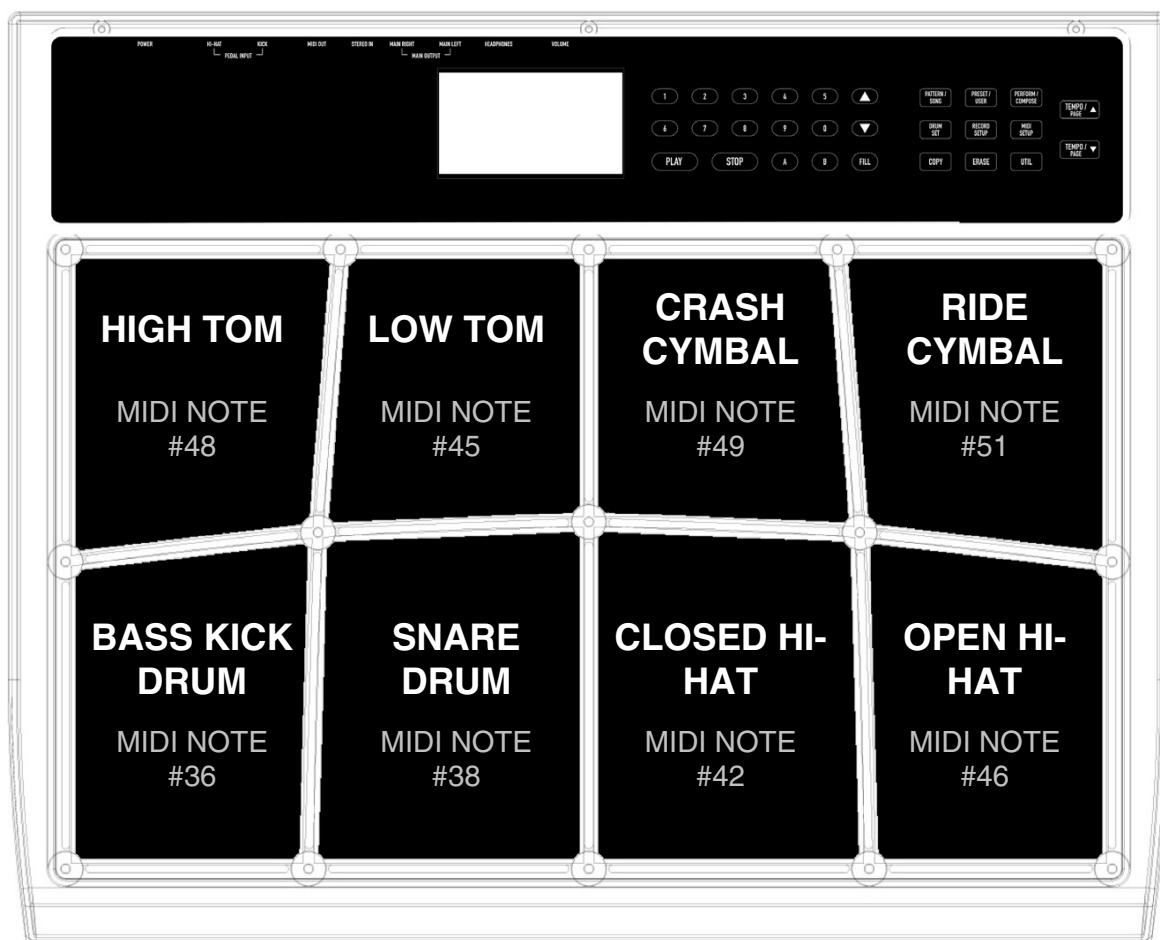 POWER
HI-HAT
KICK
PEDAL INPUT
MIDI OUT
STEREO IN
MAIN RIGHT
MAIN LEFT
MAIN OUTPUT
HEADPHONES
VOLUME
1 2 3 4 5
6 7 8 9 0
PLAY STOP A B FILL
PATTERN /
SONG
PRESET /
USER
PERFORM /
COMPOSE
TEMPO /
PAGE
DRUM
SET
RECORD
SETUP
MIDI
SETUP
TEMPO /
PAGE
COPY
ERASE
UTIL
HIGH TOM
MIDI NOTE
#48
LOW TOM
MIDI NOTE
#45
CRASH
CYMBAL
MIDI NOTE
#49
RIDE
CYMBAL
MIDI NOTE
#51
BASS KICK
DRUM
MIDI NOTE
#36
SNARE
DRUM
MIDI NOTE
#38
CLOSED HI-
HAT
MIDI NOTE
#42
OPEN HI-
HAT
MIDI NOTE
#46